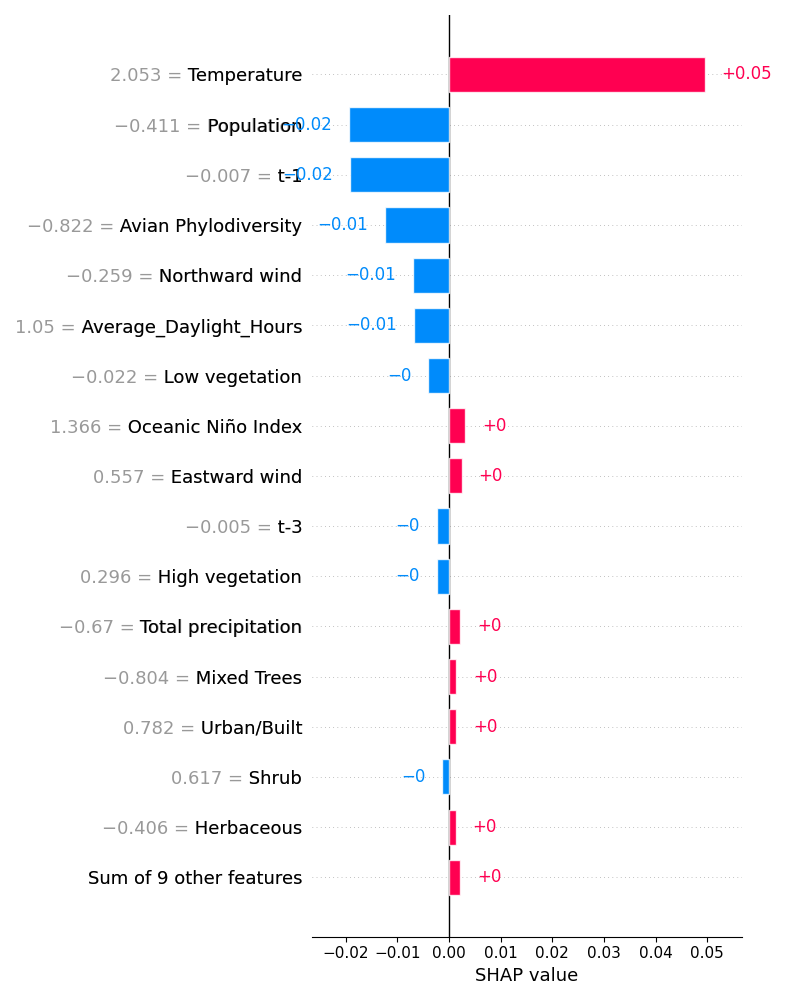 2.053 = Temperature +0.05
−0.411 = Population −0.02
−0.007 = t-1 −0.02
−0.822 = Avian Phylodiversity −0.01
−0.259 = Northward wind −0.01
1.05 = Average_Daylight_Hours −0.01
−0.022 = Low vegetation −0
1.366 = Oceanic Niño Index +0
0.557 = Eastward wind +0
−0.005 = t-3 −0
0.296 = High vegetation −0
−0.67 = Total precipitation +0
−0.804 = Mixed Trees +0
0.782 = Urban/Built +0
0.617 = Shrub −0
−0.406 = Herbaceous +0
Sum of 9 other features +0
−0.02 −0.01 0.00 0.01 0.02 0.03 0.04 0.05
SHAP value